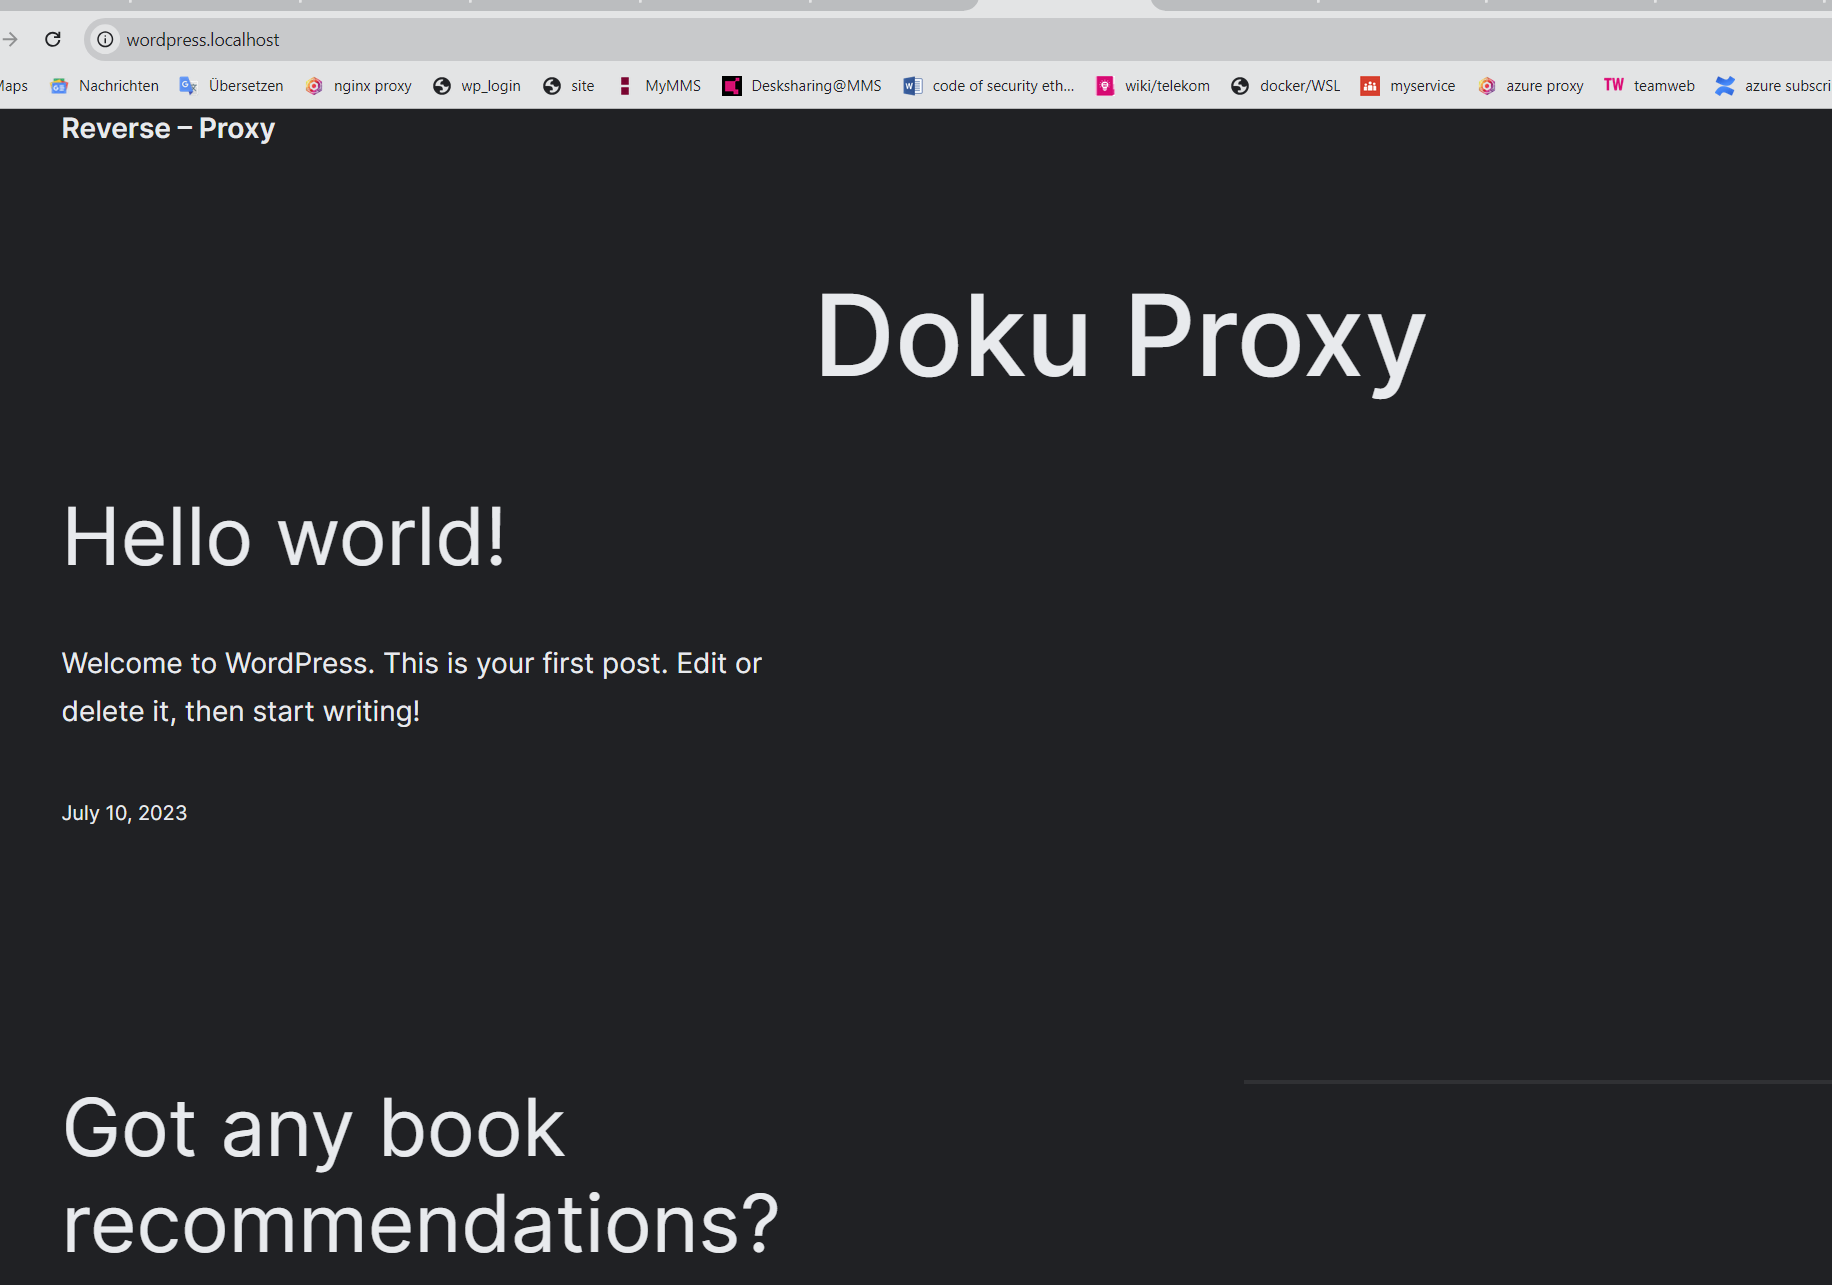 wordpress.localhost
Maps Nachrichten Übersetzen nginx proxy wp_login site MyMMS Desksharing@MMS code of security eth... wiki/telekom docker/WSL myservice azure proxy TW teamweb azure subscri
Reverse – Proxy
Doku Proxy
Hello world!
Welcome to WordPress. This is your first post. Edit or
delete it, then start writing!
July 10, 2023
Got any book
recommendations?